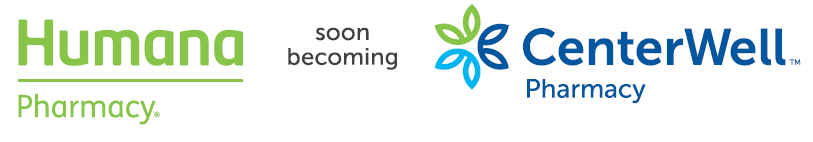 Humana
Pharmacy®
soon
becoming
CenterWell™
Pharmacy